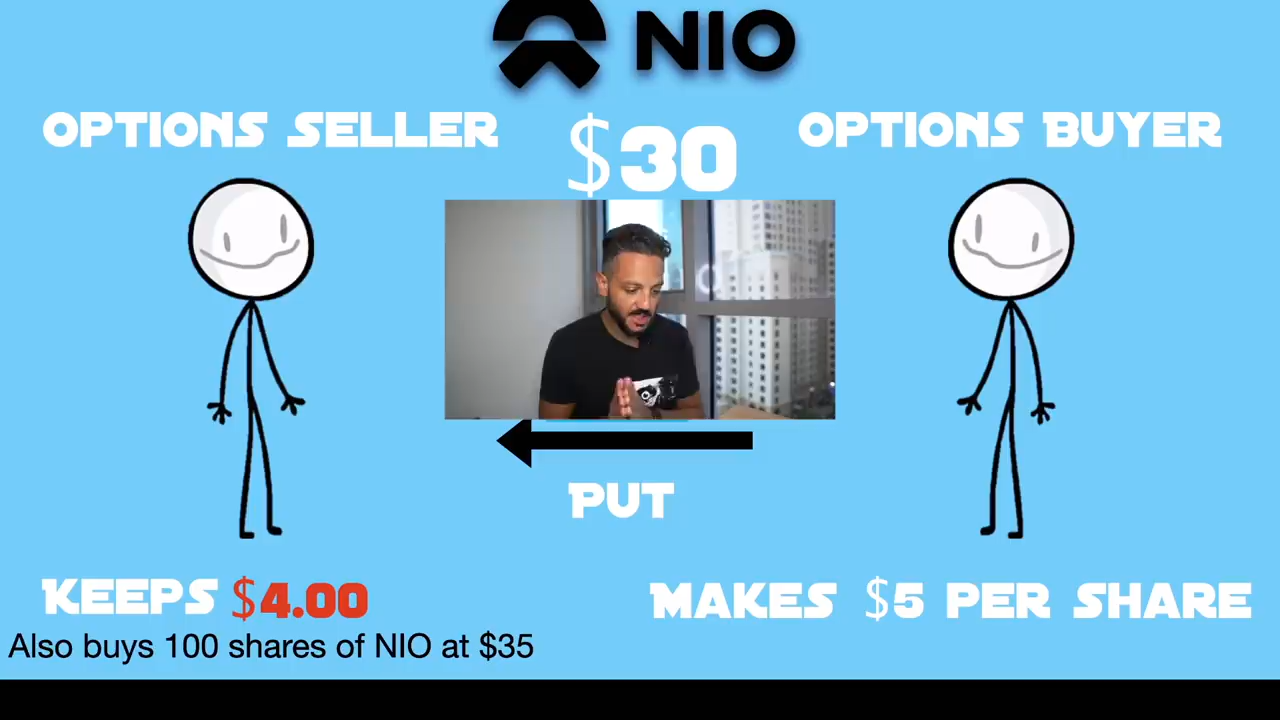 NIO
OPTIONS SELLER
$30
OPTIONS BUYER
PUT
KEEPS $4.00
MAKES $5 PER SHARE
Also buys 100 shares of NIO at $35